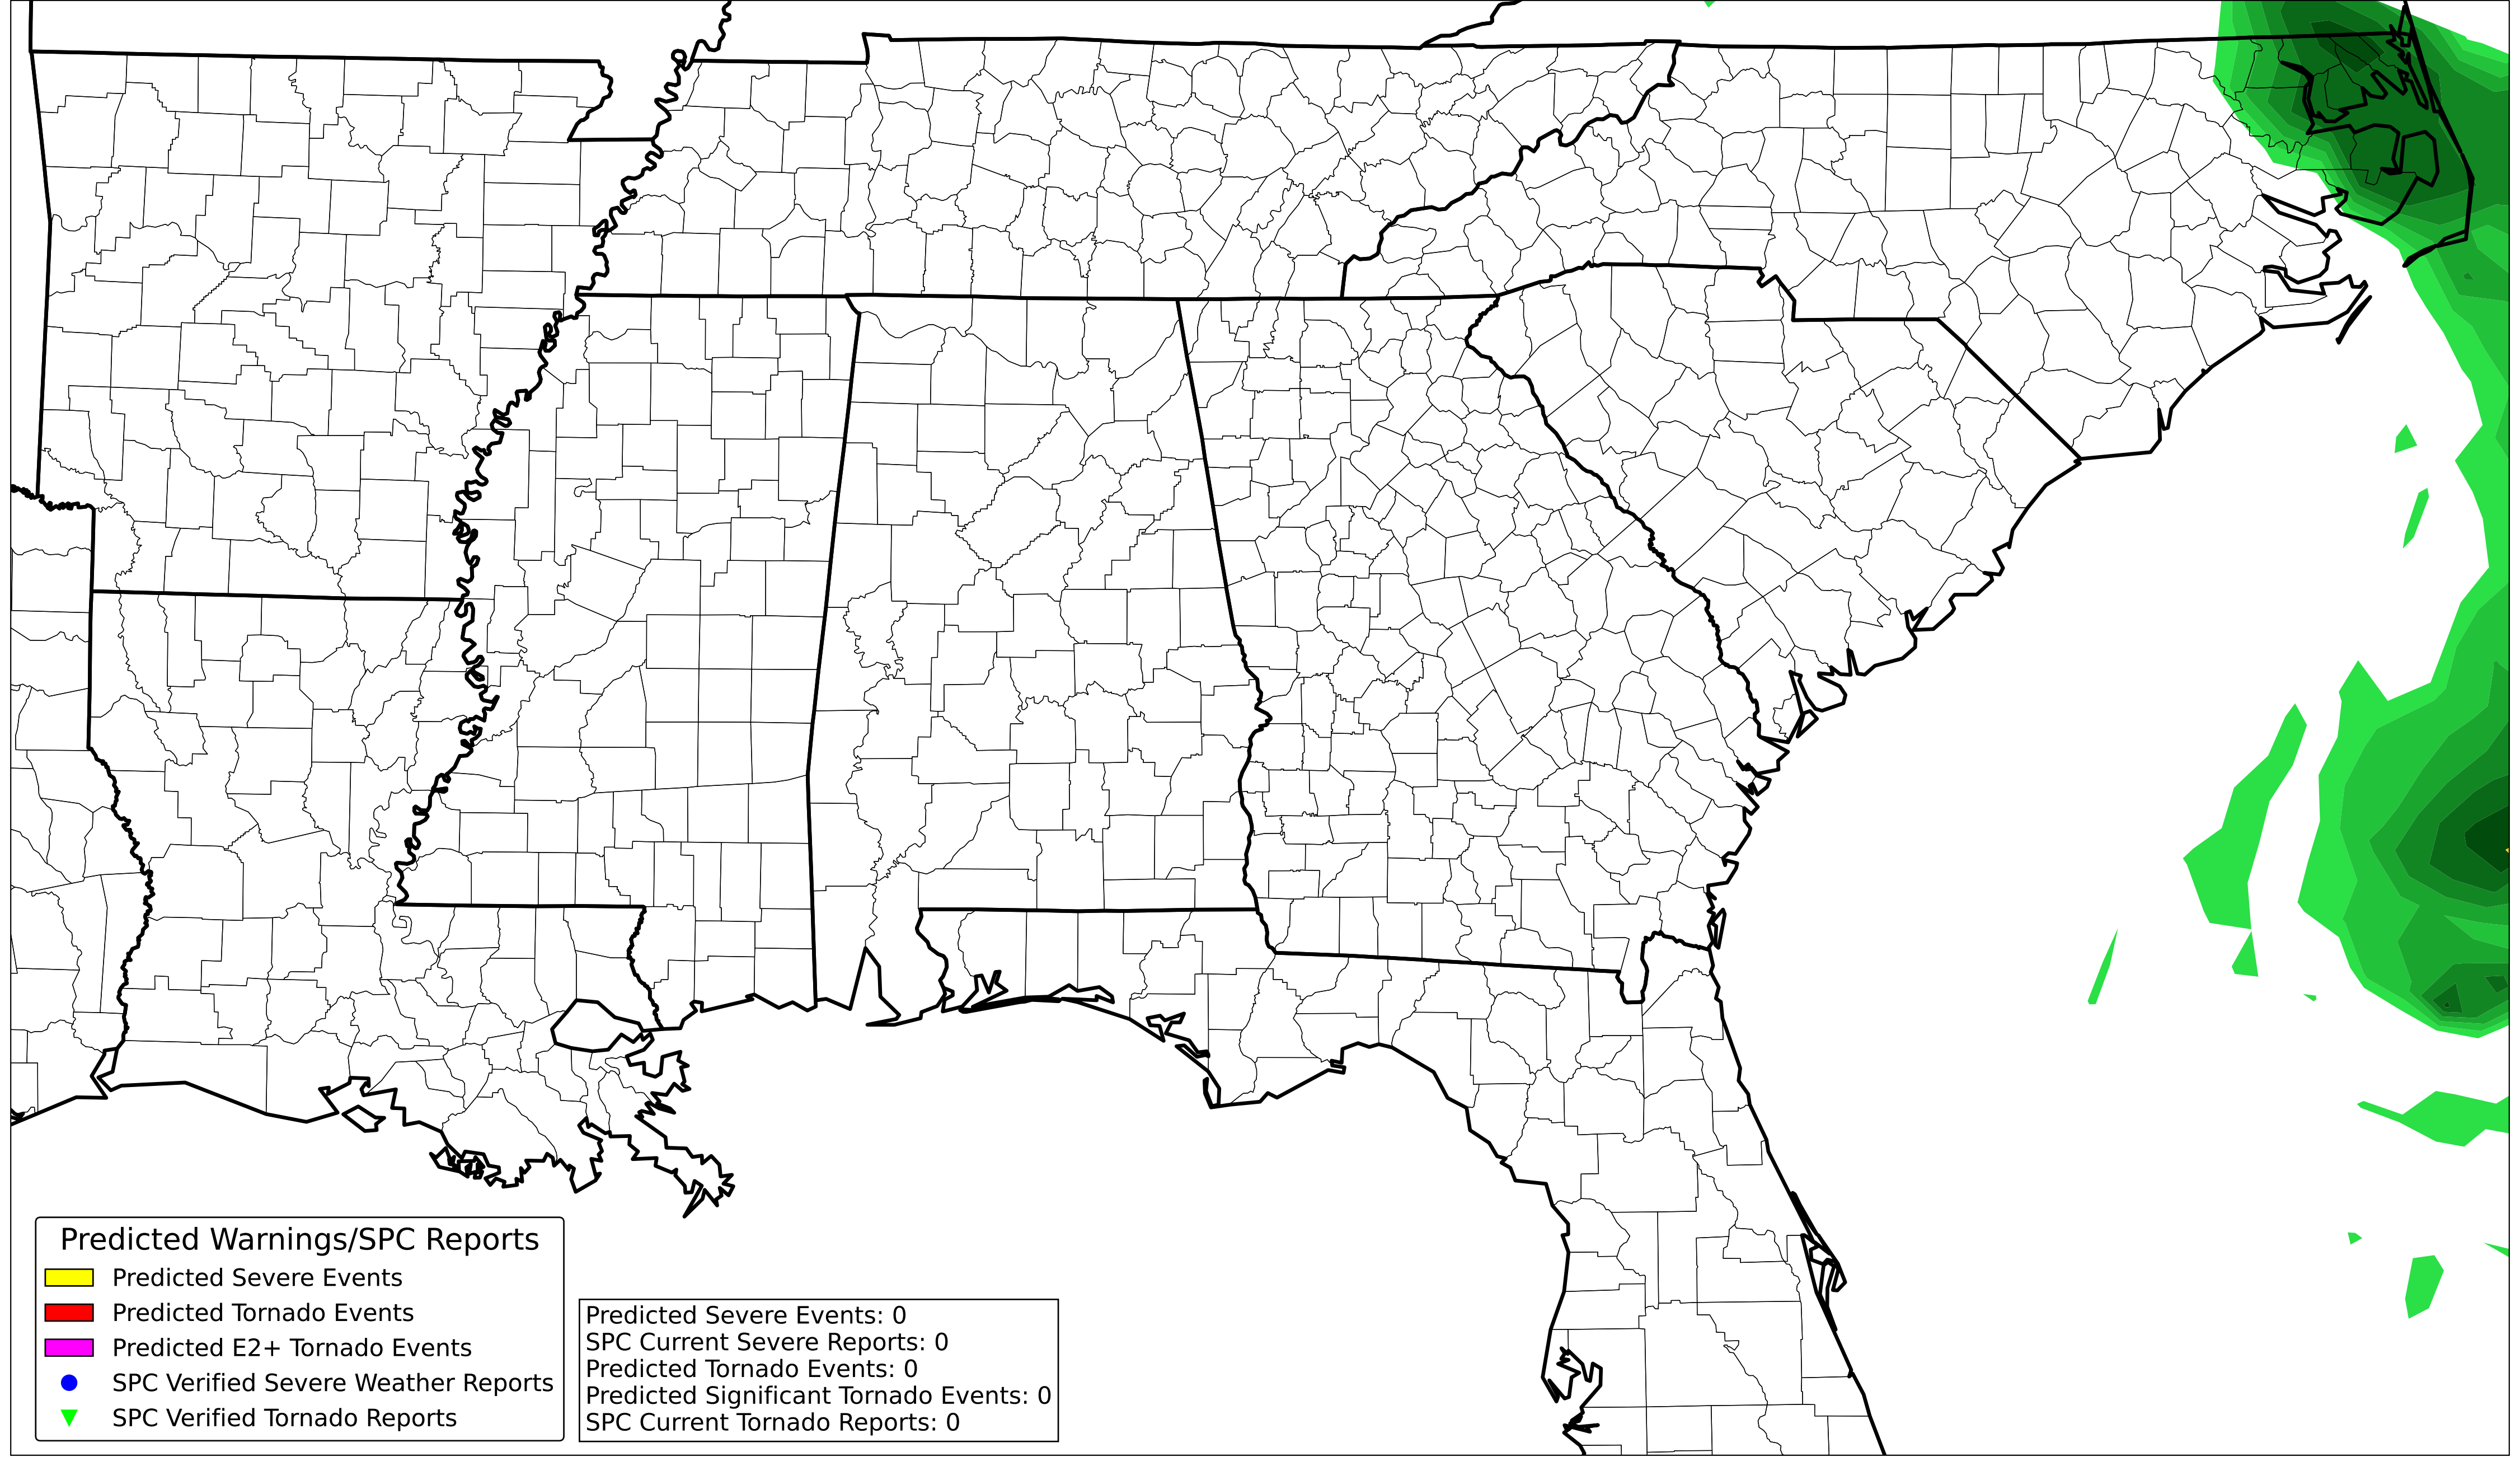 Predicted Warnings/SPC Reports
Predicted Severe Events
Predicted Tornado Events
Predicted E2+ Tornado Events
SPC Verified Severe Weather Reports
SPC Verified Tornado Reports
Predicted Severe Events: 0
SPC Current Severe Reports: 0
Predicted Tornado Events: 0
Predicted Significant Tornado Events: 0
SPC Current Tornado Reports: 0